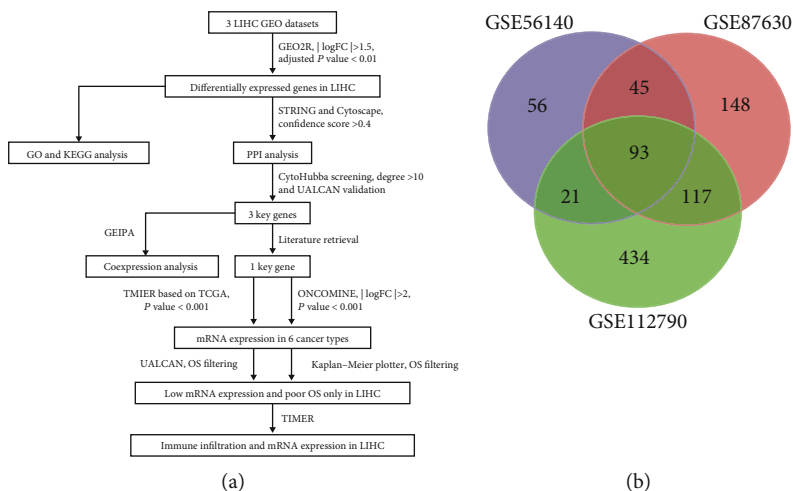 3 LIHC GEO datasets
GEO2R, | logFC |>1.5,
adjusted P value < 0.01
Differentially expressed genes in LIHC
STRING and Cytoscape,
confidence score >0.4
GO and KEGG analysis
PPI analysis
CytoHubba screening, degree >10
and UALCAN validation
3 key genes
GEIPA
Literature retrieval
Coexpression analysis
1 key gene
TMIER based on TCGA,
P value < 0.001
ONCOMINE, | logFC |>2,
P value < 0.001
mRNA expression in 6 cancer types
UALCAN, OS filtering
Kaplan–Meier plotter, OS filtering
Low mRNA expression and poor OS only in LIHC
TIMER
Immune infiltration and mRNA expression in LIHC
(a)
GSE56140
GSE87630
45
56
148
93
21
117
434
GSE112790
(b)